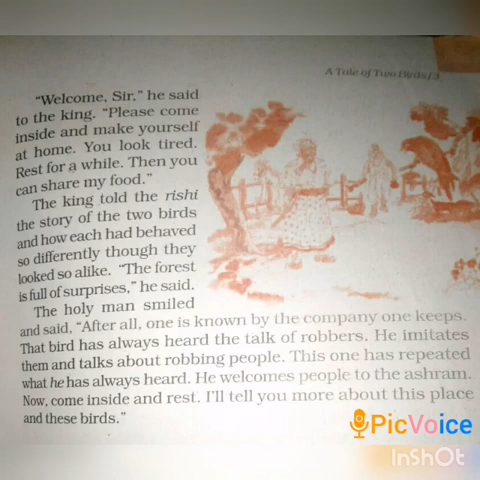 A Tale of Two Birds/3
"Welcome, Sir," he said
to the king. "Please come
inside and make yourself
at home. You look tired.
Rest for a while. Then you
can share my food."
The king told the rishi
the story of the two birds
and how each had behaved
so differently though they
looked so alike. "The forest
is full of surprises," he said.
The holy man smiled
and said, "After all, one is known by the company one keeps.
That bird has always heard the talk of robbers. He imitates
them and talks about robbing people. This one has repeated
what he has always heard. He welcomes people to the ashram.
Now, come inside and rest. I'll tell you more about this place
and these birds."
PicVoice
InShOt